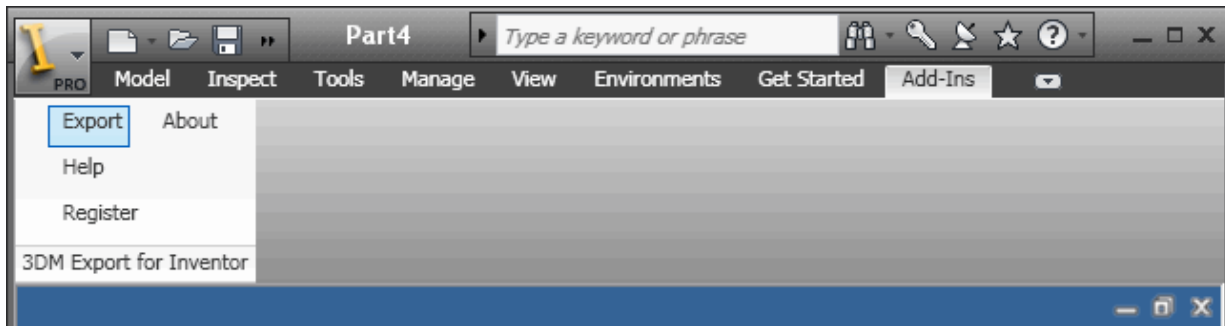 Part4 Type a keyword or phrase
PRO Model Inspect Tools Manage View Environments Get Started Add-Ins
Export About
Help
Register
3DM Export for Inventor